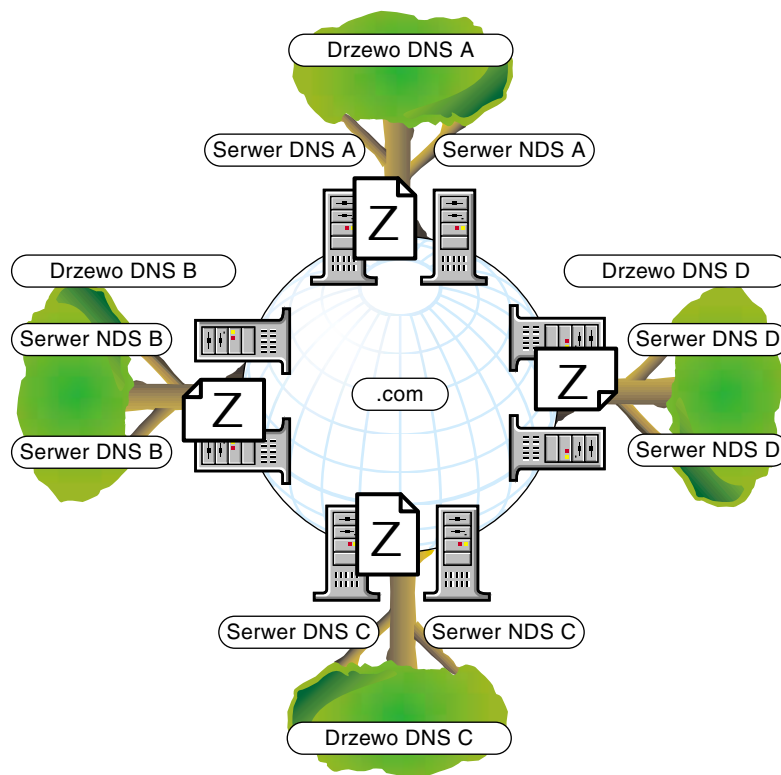 Drzewo DNS A
Serwer DNS A
Serwer NDS A
Z
Drzewo DNS B
Drzewo DNS D
Serwer NDS B
Serwer DNS D
.com
Z
Z
Serwer DNS B
Serwer NDS D
Z
Serwer DNS C
Serwer NDS C
Drzewo DNS C